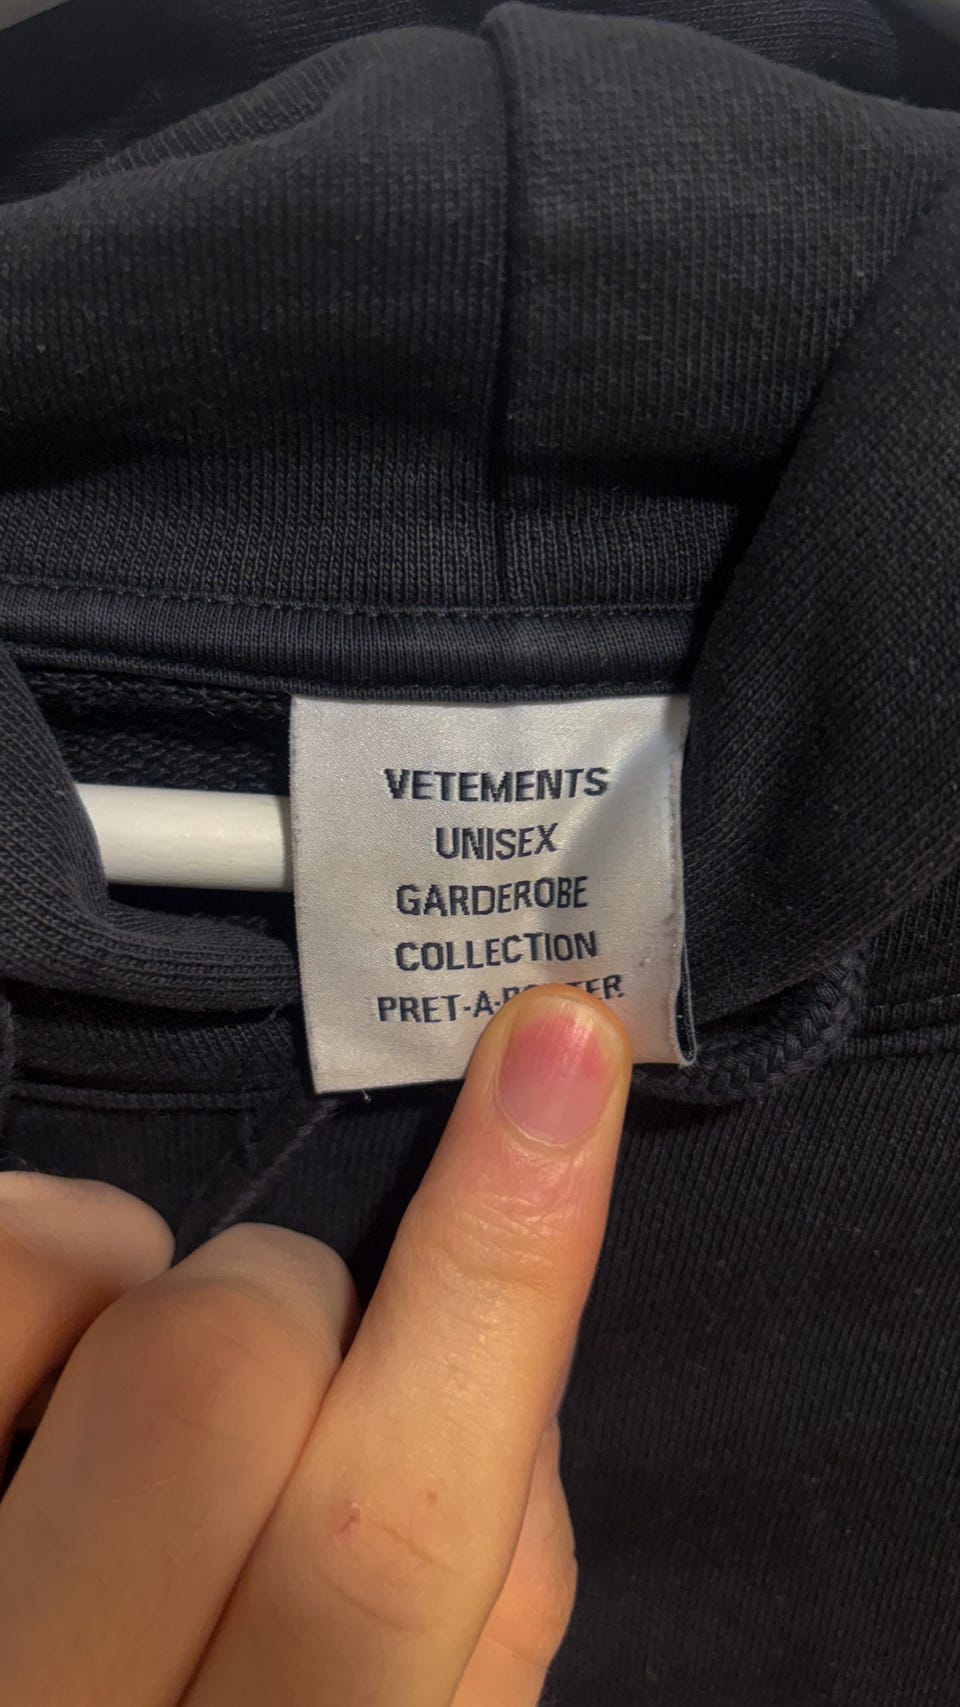 VETEMENTS
UNISEX
GARDEROBE
COLLECTION